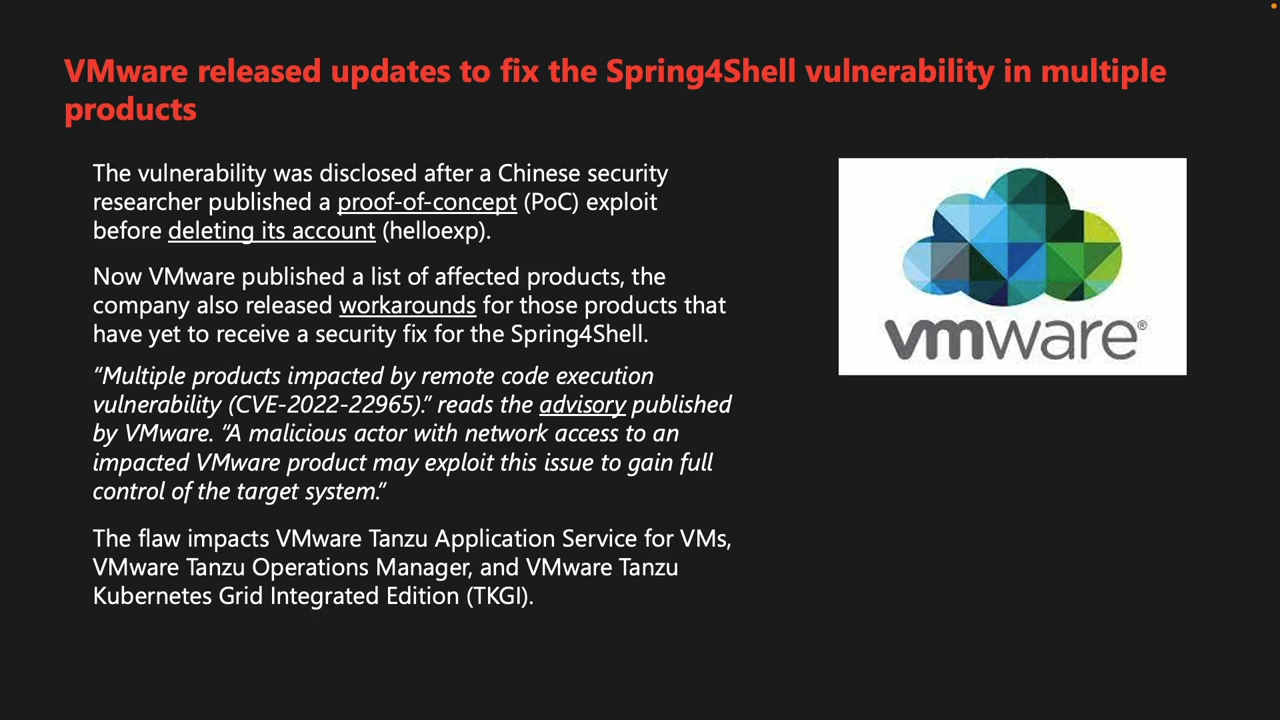 VMware released updates to fix the Spring4Shell vulnerability in multiple
products
The vulnerability was disclosed after a Chinese security
researcher published a proof-of-concept (PoC) exploit
before deleting its account (helloexp).
Now VMware published a list of affected products, the
company also released workarounds for those products that
have yet to receive a security fix for the Spring4Shell.
“Multiple products impacted by remote code execution
vulnerability (CVE-2022-22965).” reads the advisory published
by VMware. “A malicious actor with network access to an
impacted VMware product may exploit this issue to gain full
control of the target system.”
The flaw impacts VMware Tanzu Application Service for VMs,
VMware Tanzu Operations Manager, and VMware Tanzu
Kubernetes Grid Integrated Edition (TKGI).
vmware®